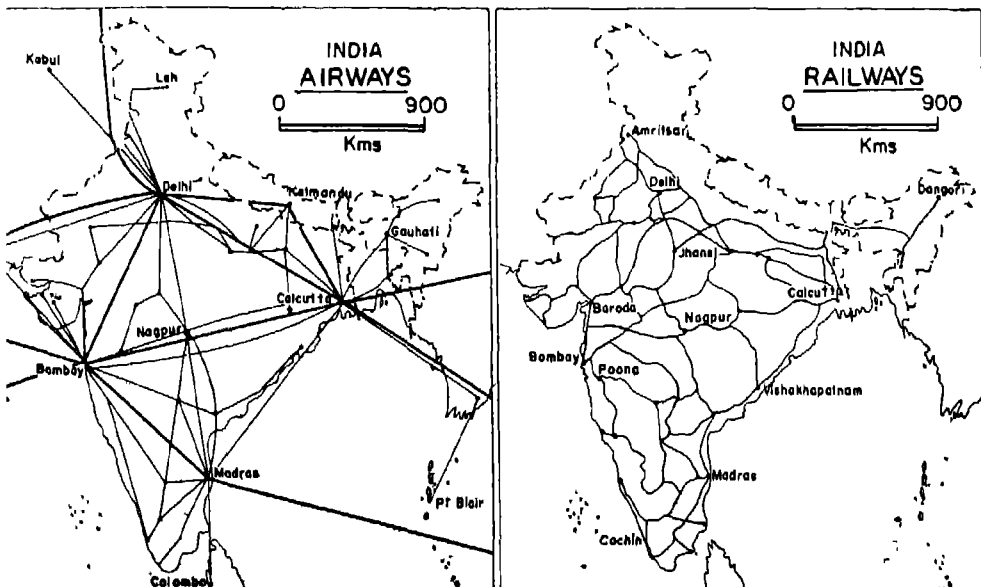 INDIA
AIRWAYS
0 900
Kms
Kabul
Leh
Delhi
Katmandu
Gauhati
Calcutta
Nagpur
Bombay
Madras
Pt Blair
Colombo
INDIA
RAILWAYS
0 900
Kms
Amritsar
Delhi
Dangori
Jhansi
Calcutta
Baroda
Nagpur
Bombay
Poona
Vishakhapatnam
Madras
Cochin